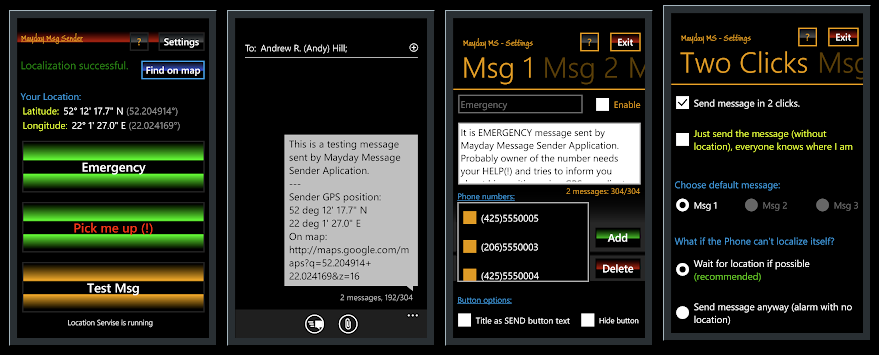 Mayday Msg Sender
?
Settings
Localization successful.
Find on map
Your Location:
Latitude: 52° 12' 17.7" N (52.204914°)
Longitude: 22° 1' 27.0" E (22.024169°)
Emergency
Pick me up (!)
Test Msg
Location Servise is running
To: Andrew R. (Andy) Hill;
This is a testing message
sent by Mayday Message
Sender Aplication.
---
Sender GPS position:
52 deg 12' 17.7" N
22 deg 1' 27.0" E
On map:
http://maps.google.com/m
aps?q=52.204914+
22.024169&z=16
2 messages, 192/304
Mayday MS - Settings
?
Exit
Msg 1 Msg 2 M
Emergency
Enable
It is EMERGENCY message sent by
Mayday Message Sender Application.
Probably owner of the number needs
your HELP(!) and tries to inform you
2 messages: 304/304
Phone numbers:
(425)5550005
(206)5550003
(425)5550004
Add
Delete
Button options:
Title as SEND button text
Hide button
Mayday MS - Settings
?
Exit
Two Clicks Msg
Send message in 2 clicks.
Just send the message (without
location), everyone knows where I am
Choose default message:
Msg 1
Msg 2
Msg 3
What if the Phone can't localize itself?
Wait for location if possible
(recommended)
Send message anyway (alarm with no
location)